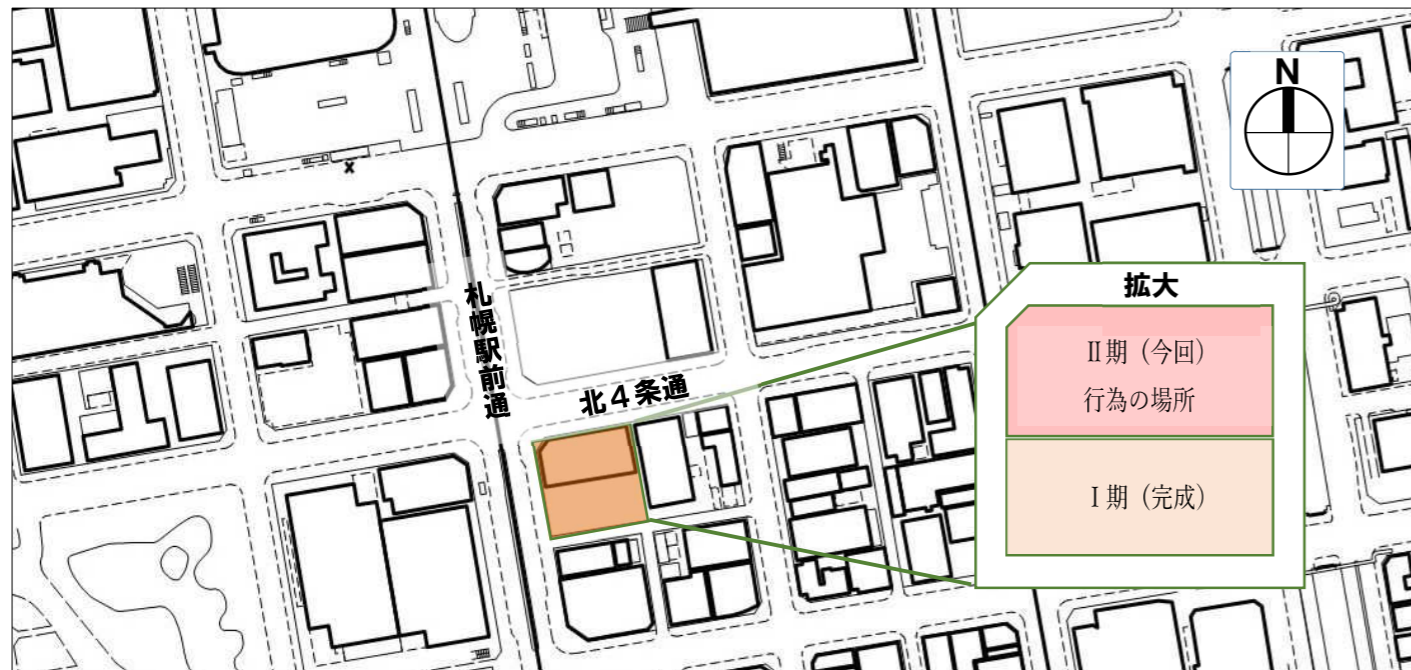 N
札幌駅前通
北4条通
拡大
Ⅱ期（今回）
行為の場所
Ⅰ期（完成）